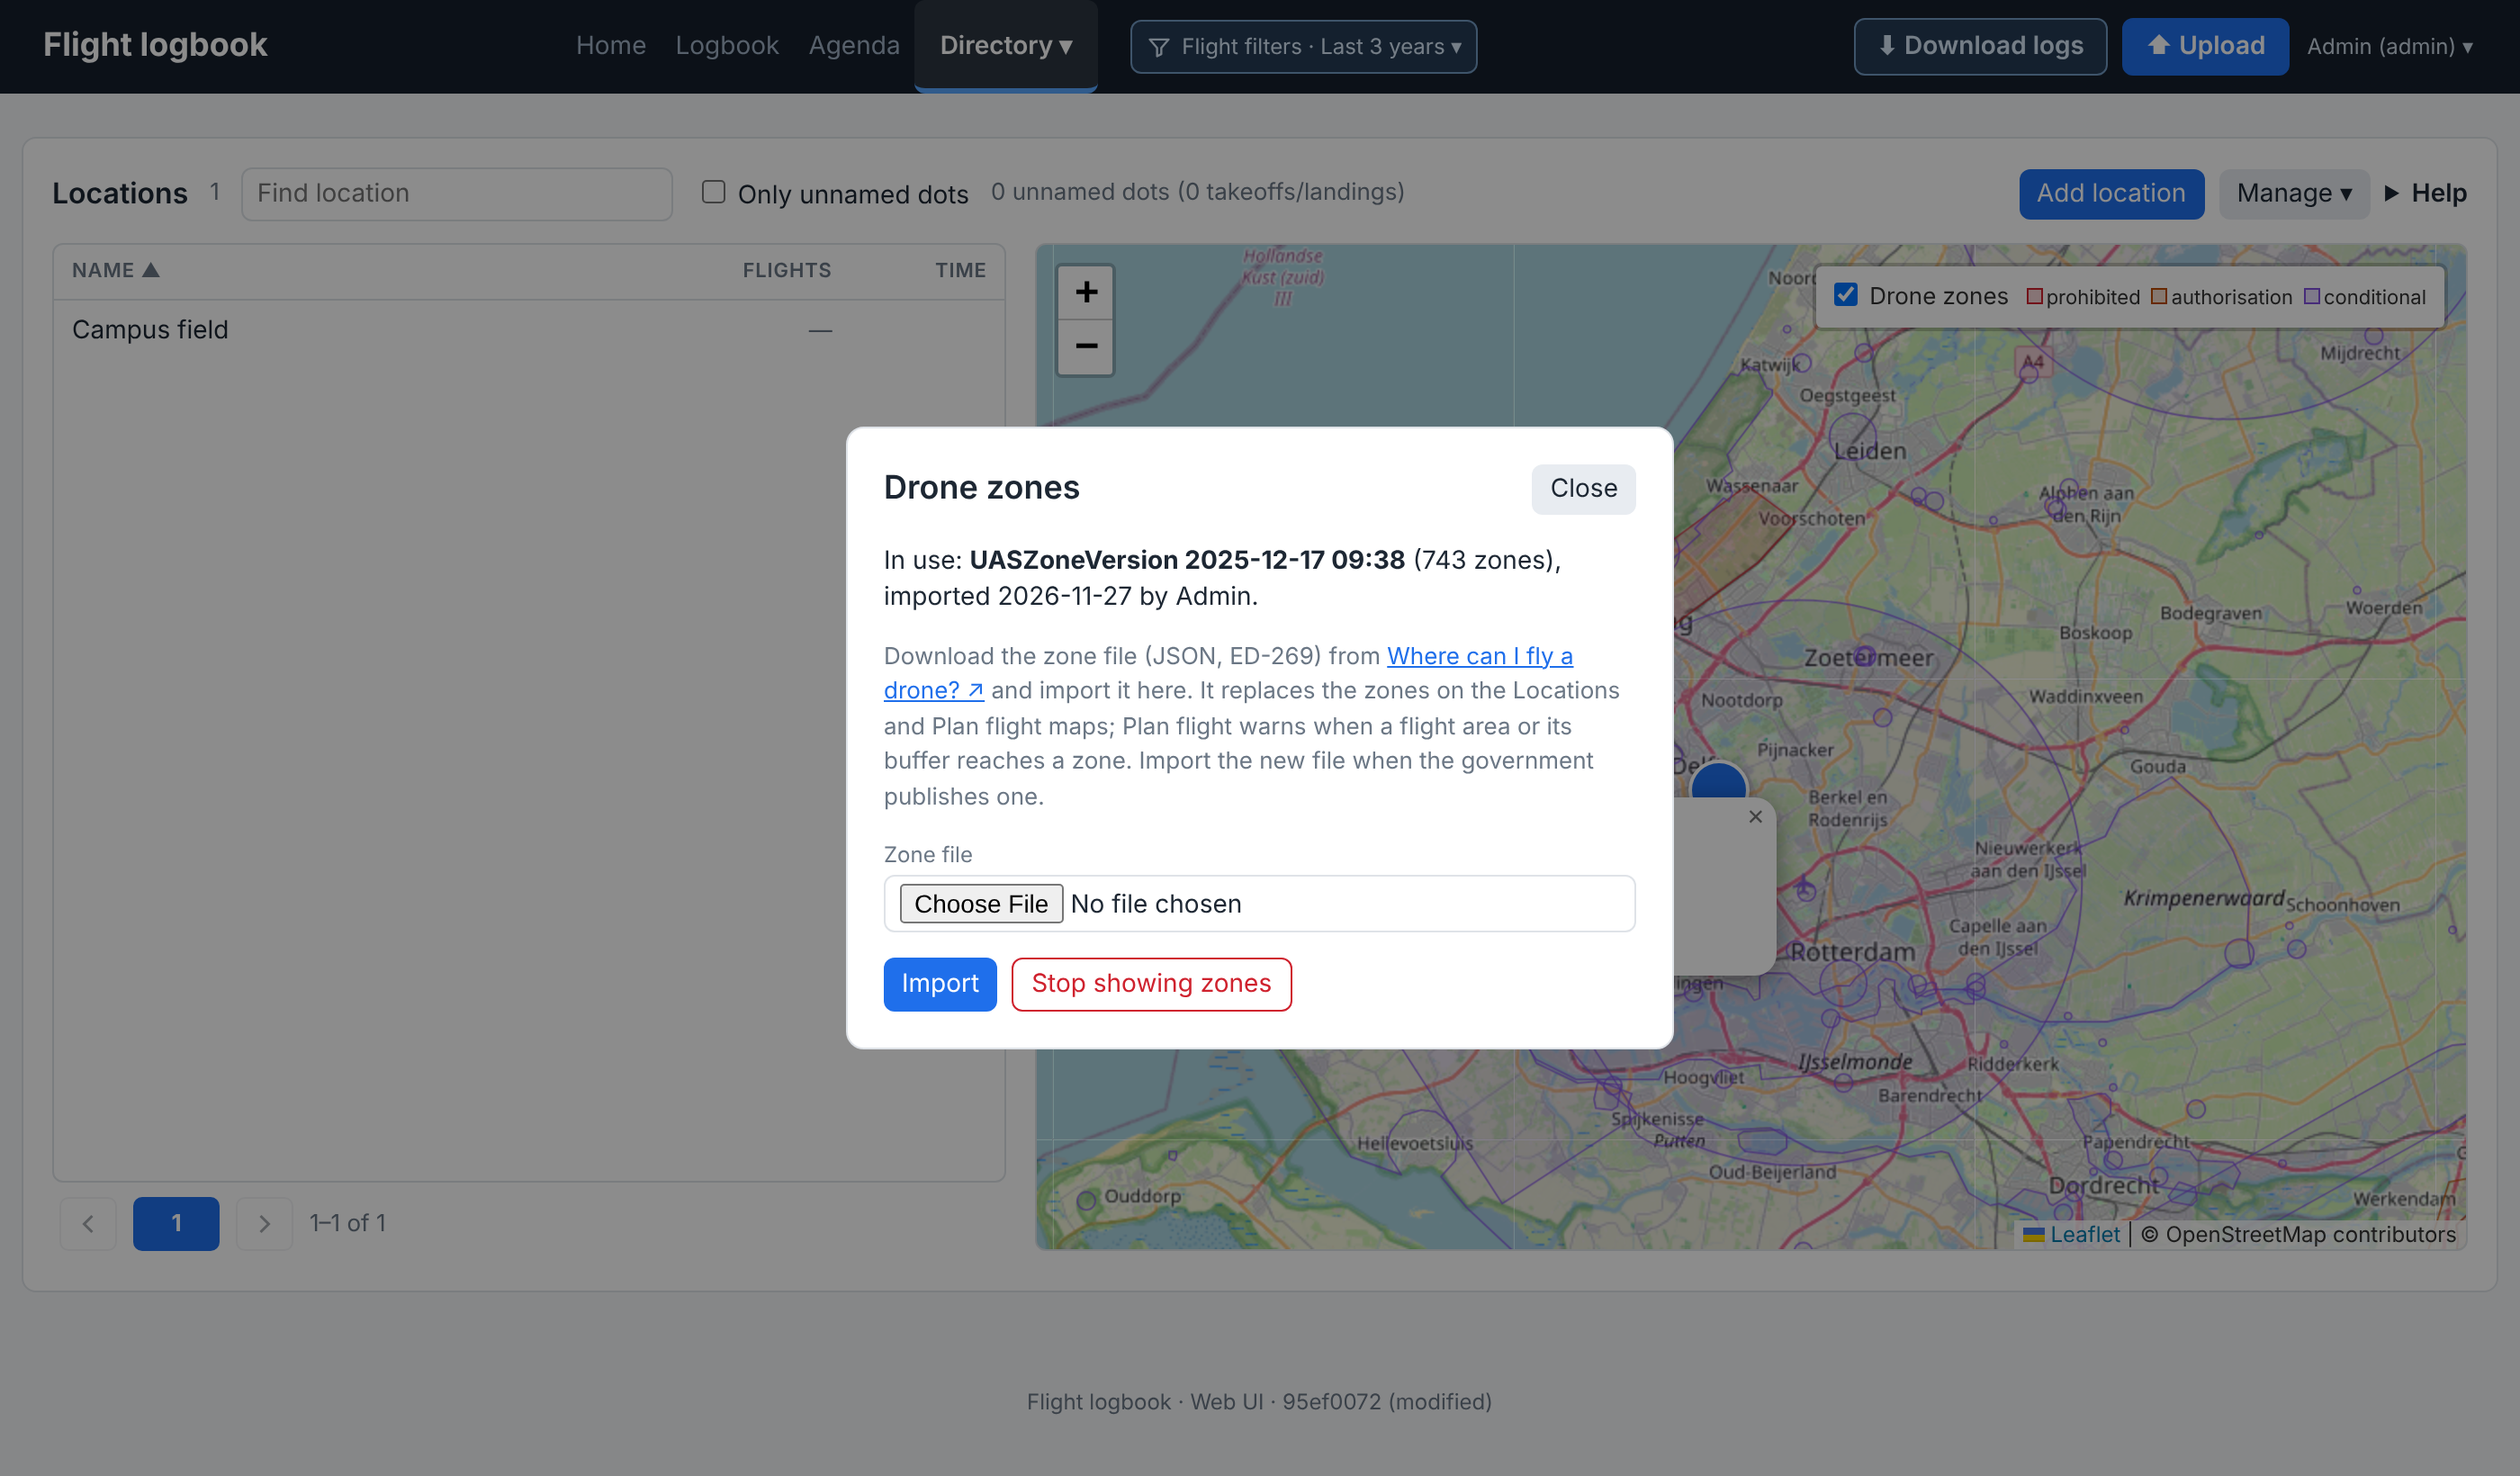 Flight logbook
Home Logbook Agenda Directory ▾ Flight filters · Last 3 years ▾ ⬇ Download logs ⬆ Upload Admin (admin) ▾
Locations 1 Find location Only unnamed dots 0 unnamed dots (0 takeoffs/landings) Add location Manage ▾ ▶ Help
NAME ▲ FLIGHTS TIME
Campus field —
1 1–1 of 1
Hollandse
Kust (zuid)
III
+
−
Drone zones prohibited authorisation conditional
Katwijk
A4
Mijdrecht
Oegstgeest
Leiden
Wassenaar
Alphen aan
den Rijn
Voorschoten
Bodegraven
Woerden
Boskoop
Zoetermeer
Waddinxveen
Nootdorp
Pijnacker
Gouda
Berkel en
Rodenrijs
Nieuwerkerk
aan den IJssel
Krimpenerwaard
Schoonhoven
Capelle aan
den IJssel
Rotterdam
IJsselmonde
Ridderkerk
Hoogvliet
Barendrecht
Spijkenisse
Putten
Hellevoetsluis
Papendrecht
Oud-Beijerland
Dordrecht
Ouddorp
Werkendam
Leaflet | © OpenStreetMap contributors
Drone zones
Close
In use: UASZoneVersion 2025-12-17 09:38 (743 zones),
imported 2026-11-27 by Admin.
Download the zone file (JSON, ED-269) from Where can I fly a
drone? ↗ and import it here. It replaces the zones on the Locations
and Plan flight maps; Plan flight warns when a flight area or its
buffer reaches a zone. Import the new file when the government
publishes one.
Zone file
Choose File No file chosen
Import Stop showing zones
Flight logbook · Web UI · 95ef0072 (modified)